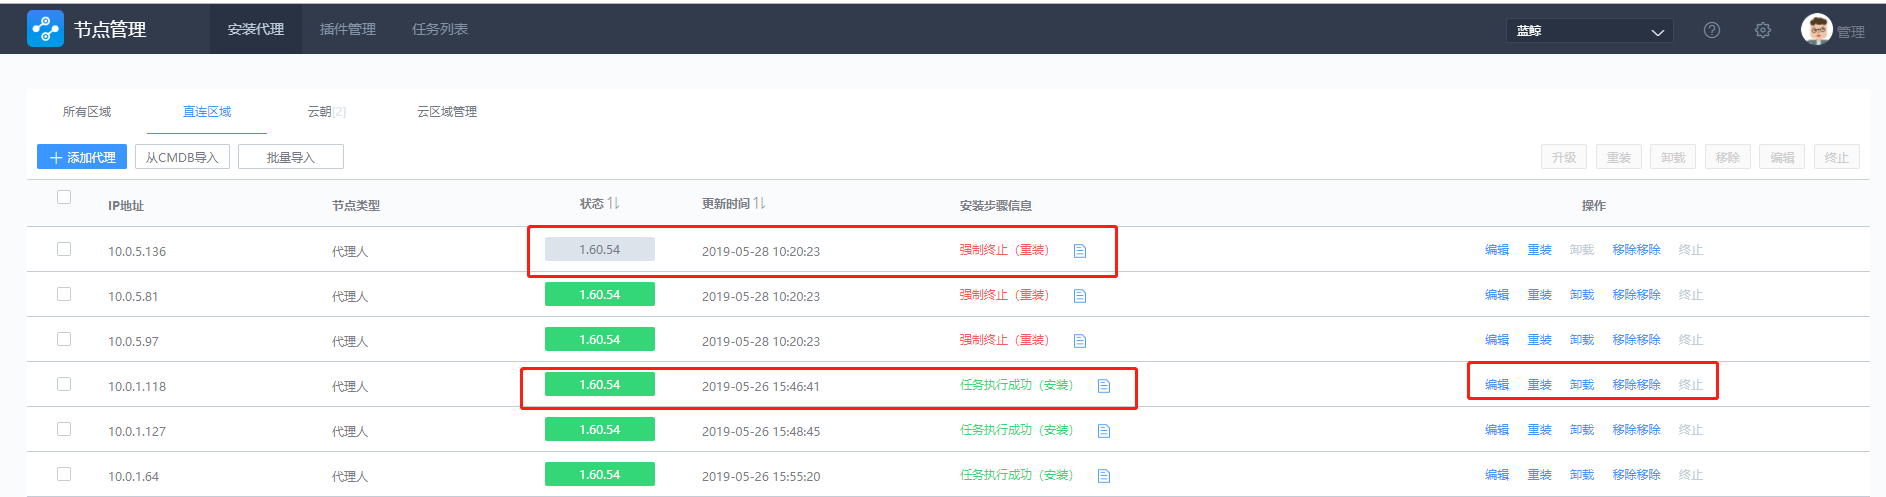 节点管理 安装代理 插件管理 任务列表 蓝鲸 管理
所有区域 直连区域 云朝[2] 云区域管理
添加代理 从CMDB导入 批量导入 升级 重装 卸载 移除 编辑 终止
IP地址 节点类型 状态 更新时间 安装步骤信息 操作
10.0.5.136 代理人 1.60.54 2019-05-28 10:20:23 强制终止（重装） 编辑 重装 卸载 移除移除 终止
10.0.5.81 代理人 1.60.54 2019-05-28 10:20:23 强制终止（重装） 编辑 重装 卸载 移除移除 终止
10.0.5.97 代理人 1.60.54 2019-05-28 10:20:23 强制终止（重装） 编辑 重装 卸载 移除移除 终止
10.0.1.118 代理人 1.60.54 2019-05-26 15:46:41 任务执行成功（安装） 编辑 重装 卸载 移除移除 终止
10.0.1.127 代理人 1.60.54 2019-05-26 15:48:45 任务执行成功（安装） 编辑 重装 卸载 移除移除 终止
10.0.1.64 代理人 1.60.54 2019-05-26 15:55:20 任务执行成功（安装） 编辑 重装 卸载 移除移除 终止